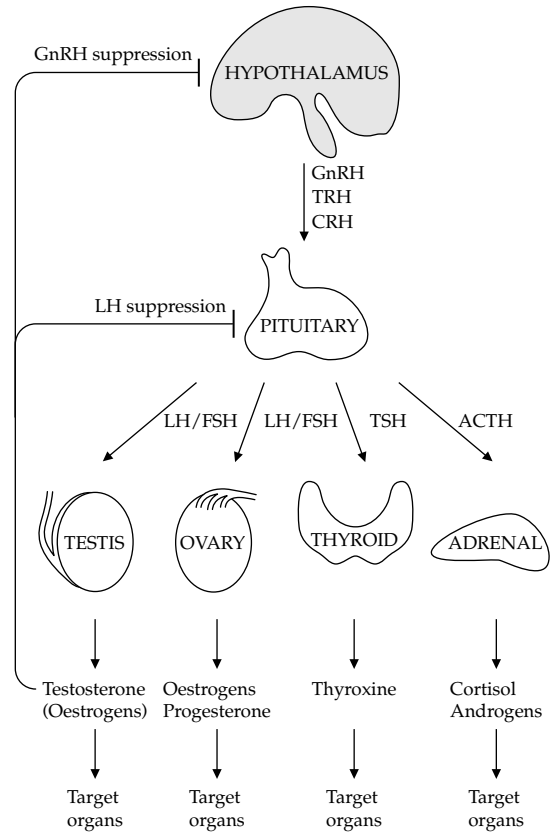 GnRH suppression
HYPOTHALAMUS
GnRH
TRH
CRH
LH suppression
PITUITARY
LH/FSH
LH/FSH
TSH
ACTH
TESTIS
OVARY
THYROID
ADRENAL
Testosterone
(Oestrogens)
Oestrogens
Progesterone
Thyroxine
Cortisol
Androgens
Target
organs
Target
organs
Target
organs
Target
organs